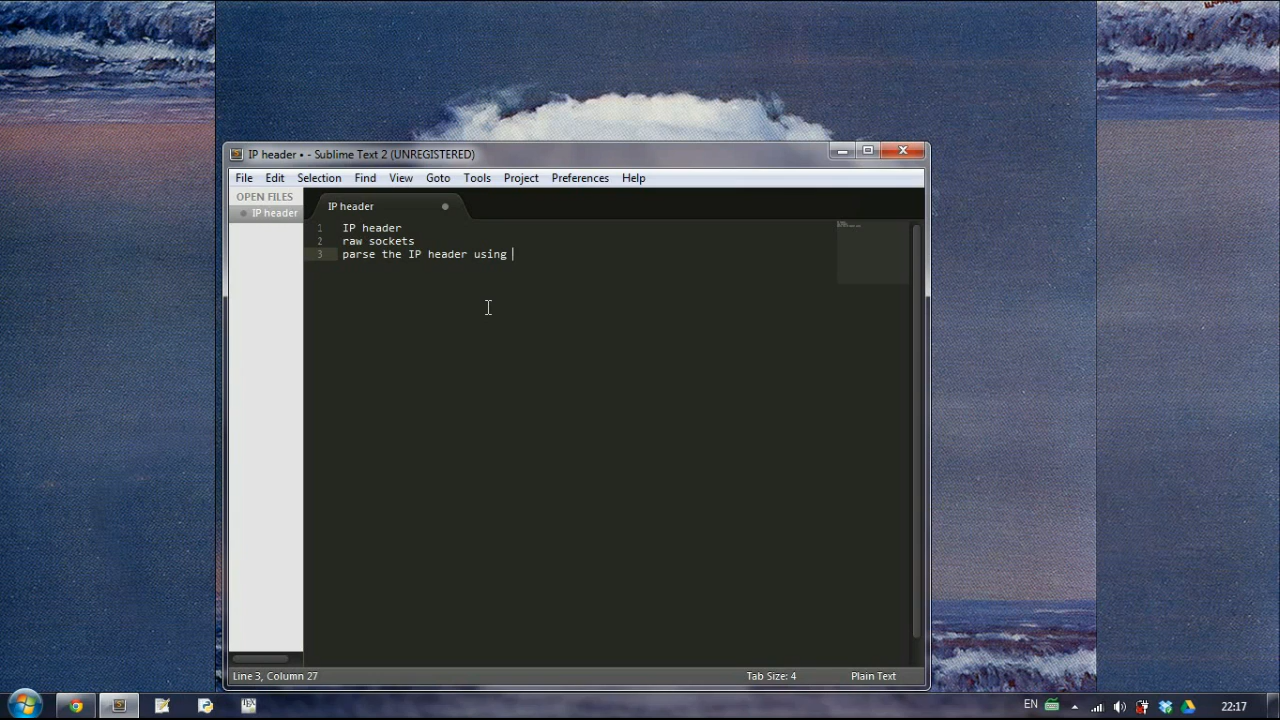 IP header • - Sublime Text 2 (UNREGISTERED)
File Edit Selection Find View Goto Tools Project Preferences Help
OPEN FILES
IP header
IP header
1 IP header
2 raw sockets
3 parse the IP header using
Line 3, Column 27
Tab Size: 4
Plain Text
EN
22:17